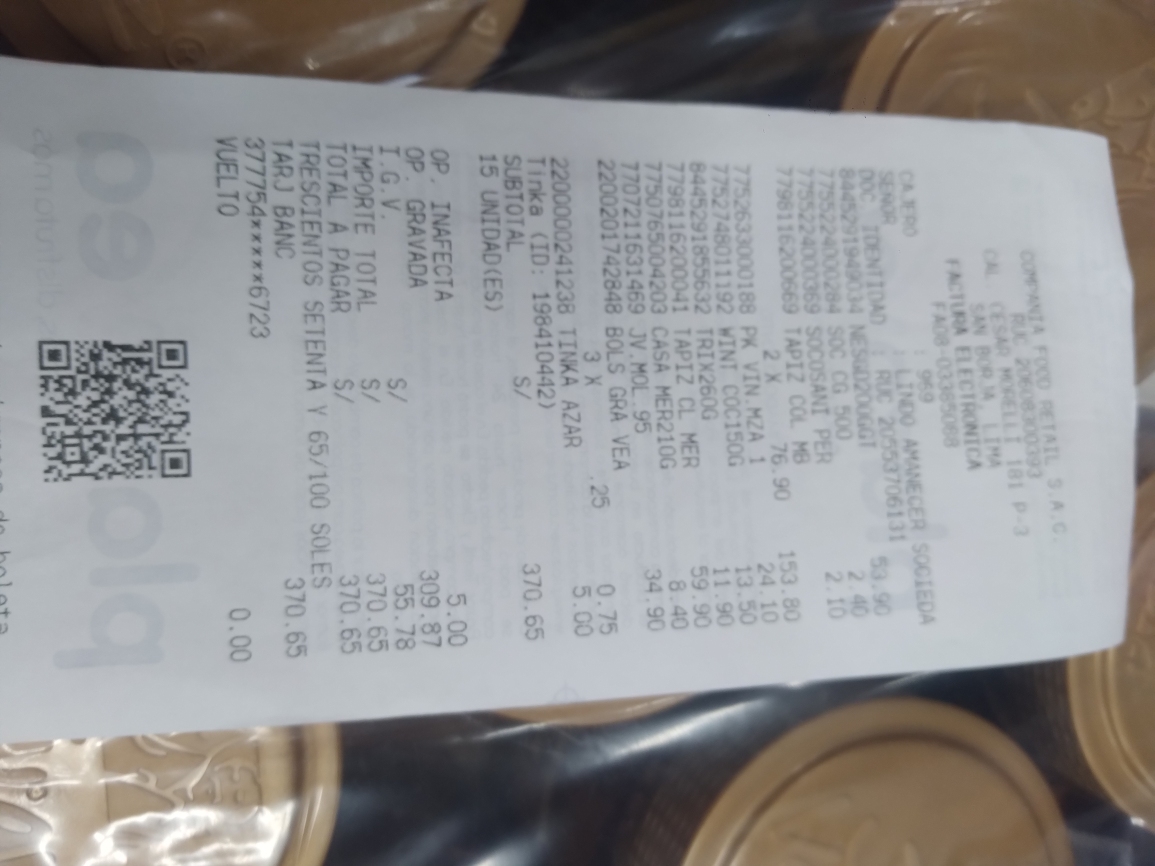 COMPANIA FOOD RETAIL S.A.C.
RUC 20608300393
CAL. CESAR MORELLI 181 P-3
SAN BORJA LIMA
FACTURA ELECTRONICA
FA08-03385088
CAJERO : 969
SEÑOR : LINDO AMANECER SOCIEDA
DOC. IDENTIDAD : RUC 20553706131
8445291949034 NESWD200GGT 53.90
7755224000284 SOC CG 500 2.40
7755224000369 SOCOSANI PER 2.10
7798116200669 TAPIZ COL MB
2 X 76.90 153.80
7752633000188 PK VIN.MZA 1 24.10
7752748011192 WINT COC150G 13.50
8445291855632 TRIX260G 11.90
7798116200041 TAPIZ CL MER 59.90
7750765004203 CASA MER210G 8.40
7707211631469 JV.MOL.95 34.90
2200201742848 BOLS GRA VEA
3 X .25 0.75
2200000241238 TINKA AZAR 5.00
Tinka (ID: 198410442)
SUBTOTAL S/ 370.65
15 UNIDAD(ES)
OP. INAFECTA 5.00
OP. GRAVADA 309.87
I.G.V. S/ 55.78
IMPORTE TOTAL S/ 370.65
TOTAL A PAGAR S/ 370.65
TRESCIENTOS SETENTA Y 65/100 SOLES
TARJ BANC 370.65
377754*****6723
VUELTO 0.00